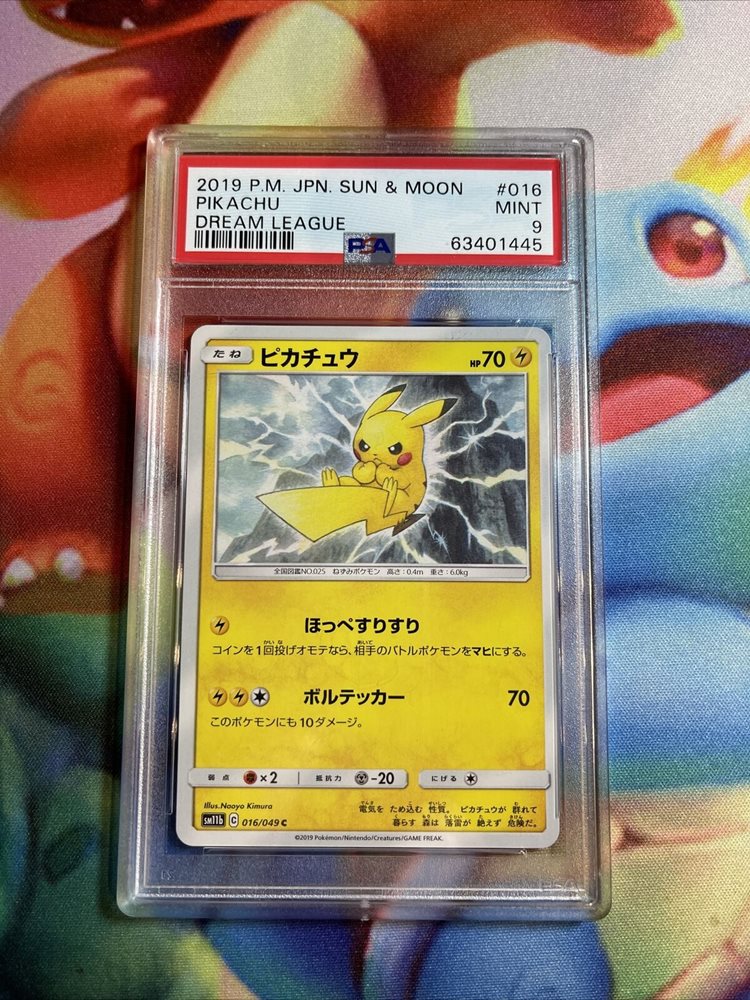 2019 P.M. JPN. SUN & MOON #016
PIKACHU MINT
DREAM LEAGUE 9
PSA 63401445
たね ピカチュウ HP70
全国図鑑NO.025 ねずみポケモン 高さ:0.4m 重さ:6.0kg
ほっぺすりすり
コインを1回投げオモテなら、相手のバトルポケモンをマヒにする。
ボルテッカー 70
このポケモンにも10ダメージ。
弱点 ×2 抵抗力 -20 にげる
Illus.Naoyo Kimura
電気を ため込む 性質。 ピカチュウが 群れて
暮らす 森は 落雷が 絶えず 危険だ。
sm11b C 016/049 C
©2019 Pokémon/Nintendo/Creatures/GAME FREAK.